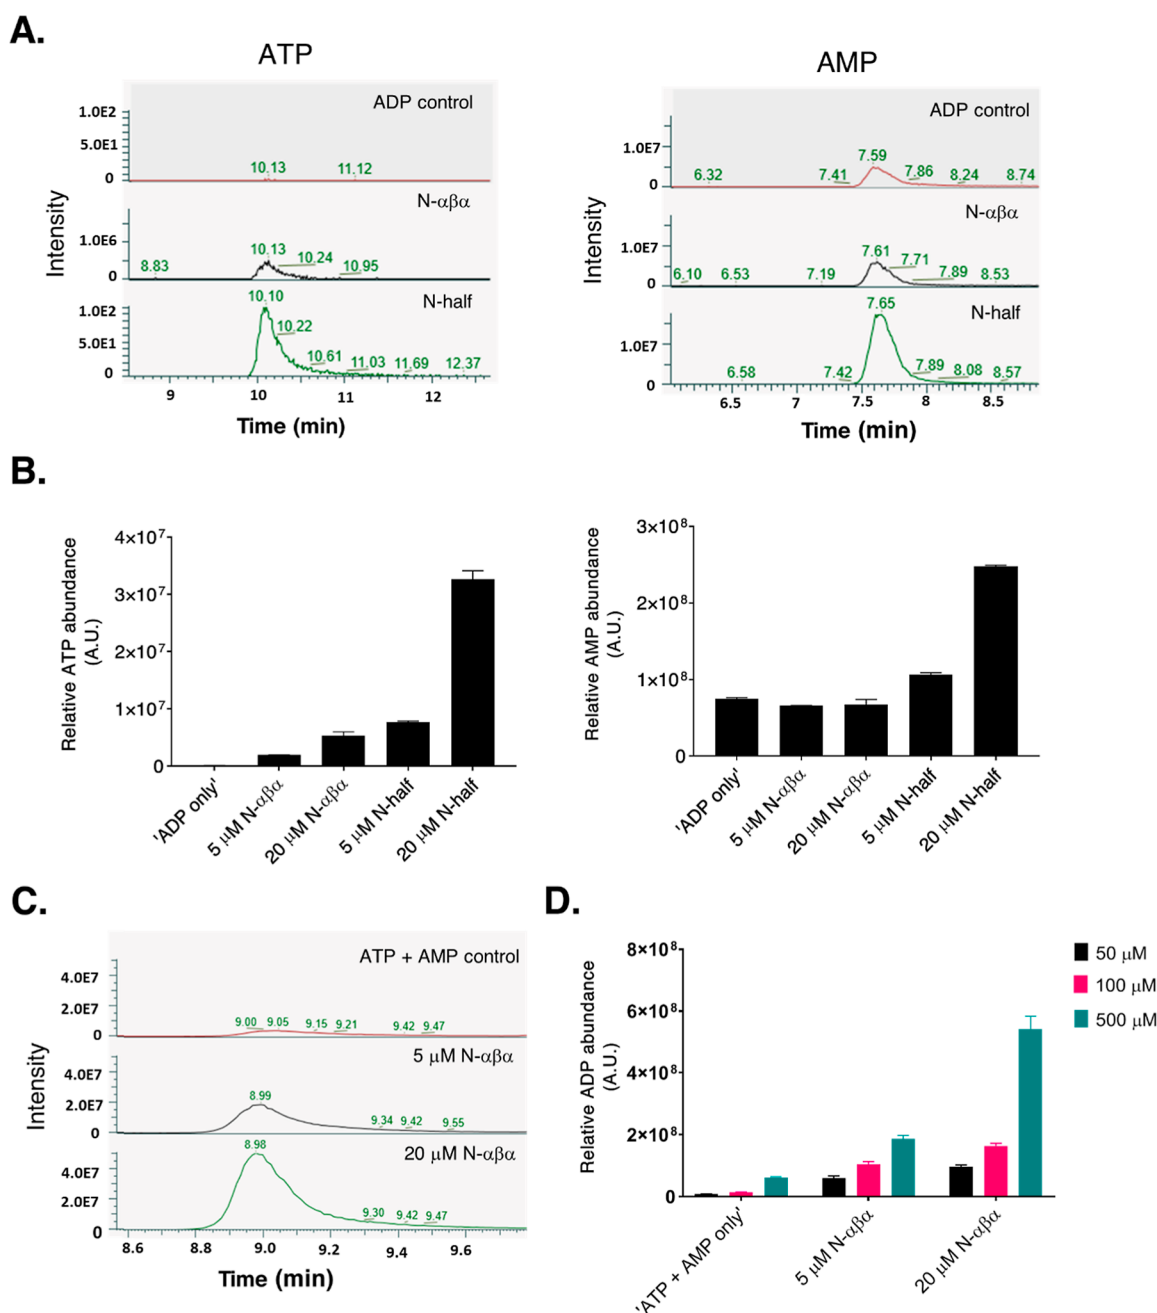 A.
ATP
ADP control
1.0E2
5.0E1
0
10.13
11.12
N-αβα
1.0E6
0
8.83
10.13
10.24
10.95
N-half
1.0E2
5.0E1
0
10.10
10.22
10.61
11.03
11.69
12.37
9
10
11
12
Intensity
Time (min)
AMP
ADP control
1.0E7
0
6.32
7.41
7.59
7.86
8.24
8.74
N-αβα
1.0E7
0
6.10
6.53
7.19
7.61
7.71
7.89
8.53
N-half
1.0E7
0
6.58
7.42
7.65
7.89
8.08
8.57
6.5
7
7.5
8
8.5
Intensity
Time (min)
B.
Relative ATP abundance
(A.U.)
4×10⁷
3×10⁷
2×10⁷
1×10⁷
0
'ADP only'
5 μM N-αβα
20 μM N-αβα
5 μM N-half
20 μM N-half
Relative AMP abundance
(A.U.)
3×10⁸
2×10⁸
1×10⁸
0
'ADP only'
5 μM N-αβα
20 μM N-αβα
5 μM N-half
20 μM N-half
C.
ATP + AMP control
4.0E7
2.0E7
0
9.00
9.05
9.15
9.21
9.42
9.47
5 μM N-αβα
4.0E7
2.0E7
0
8.99
9.34
9.42
9.55
20 μM N-αβα
4.0E7
2.0E7
0
8.98
9.30
9.42
9.47
8.6
8.8
9.0
9.2
9.4
9.6
Intensity
Time (min)
D.
Relative ADP abundance
(A.U.)
8×10⁸
6×10⁸
4×10⁸
2×10⁸
0
'ATP + AMP only'
5 μM N-αβα
20 μM N-αβα
50 μM
100 μM
500 μM